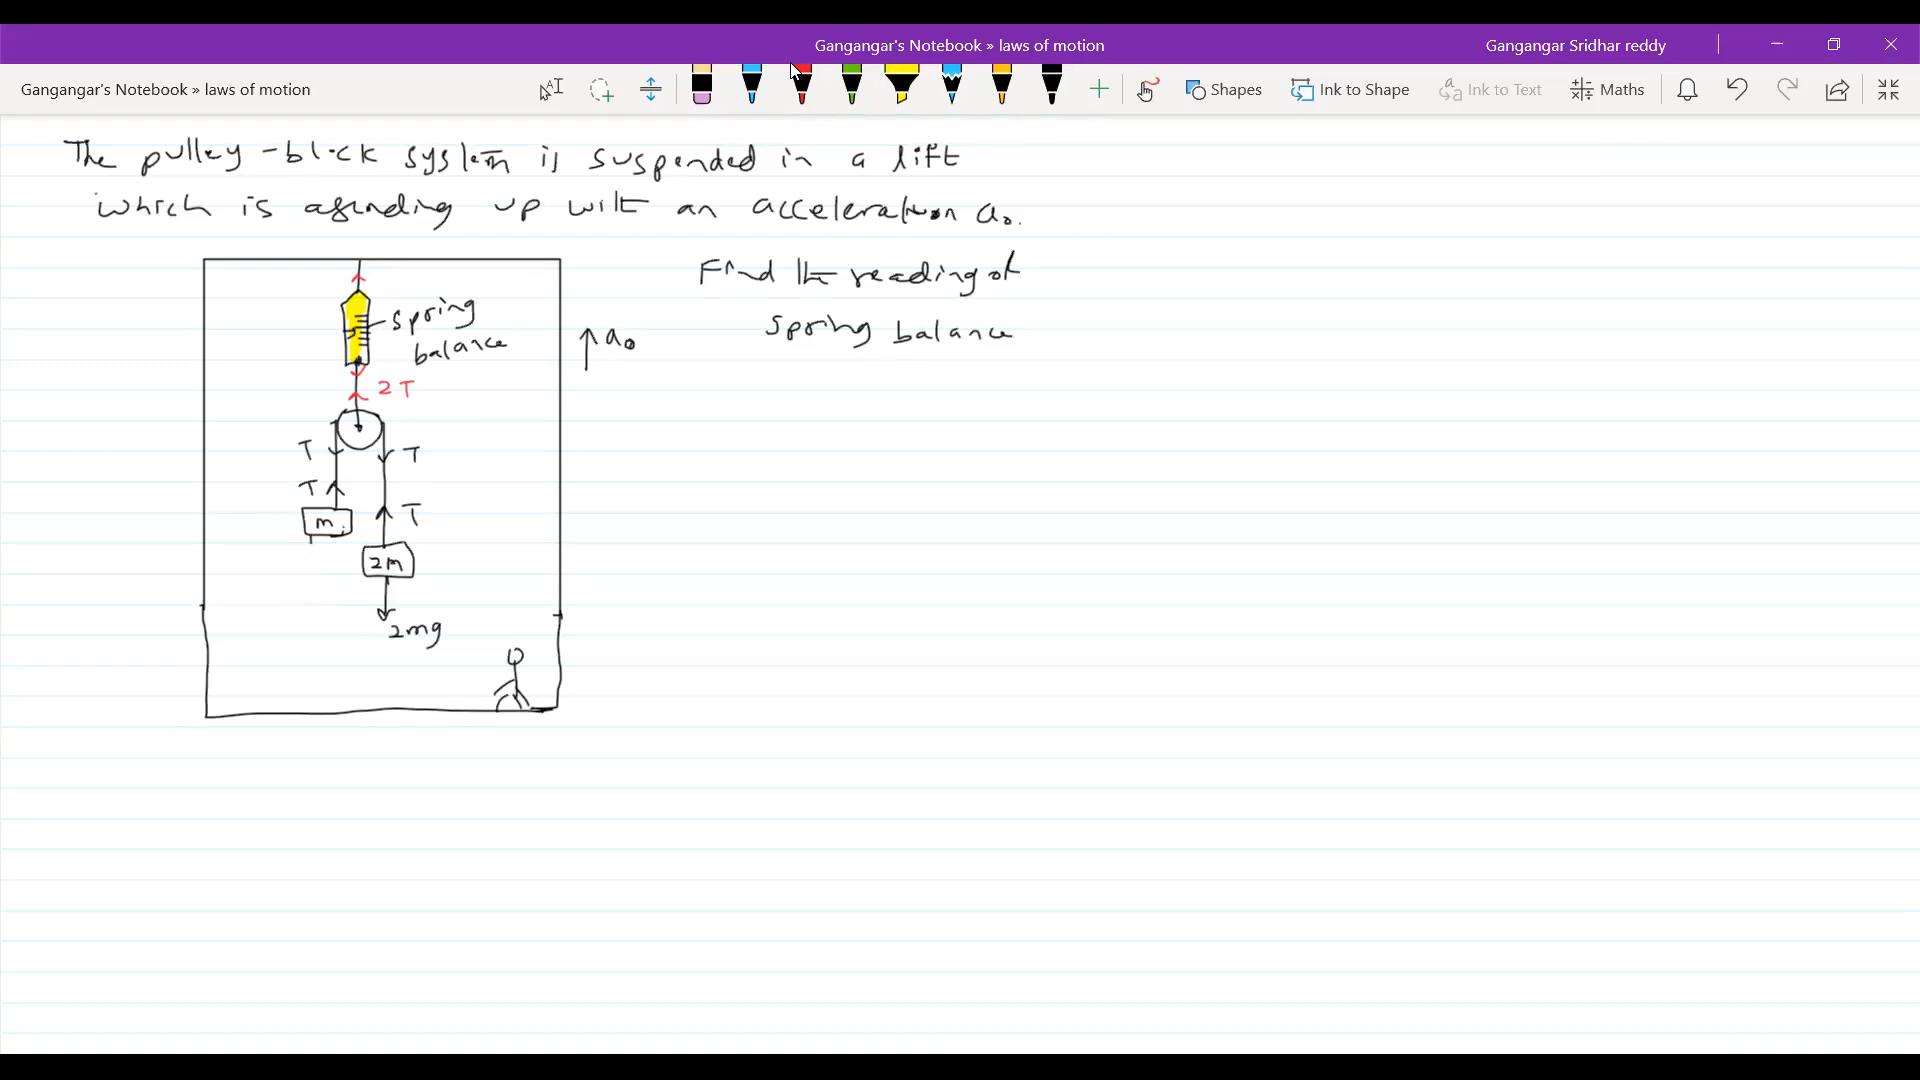 Gangangar's Notebook » laws of motion
Gangangar Sridhar reddy
Gangangar's Notebook » laws of motion
Shapes
Ink to Shape
Ink to Text
Maths
The pulley-block system is suspended in a lift
which is ascending up with an acceleration a₀.
Find the reading of
spring balance
spring
balance
↑a₀
2T
T
T
T
T
m
2m
2mg